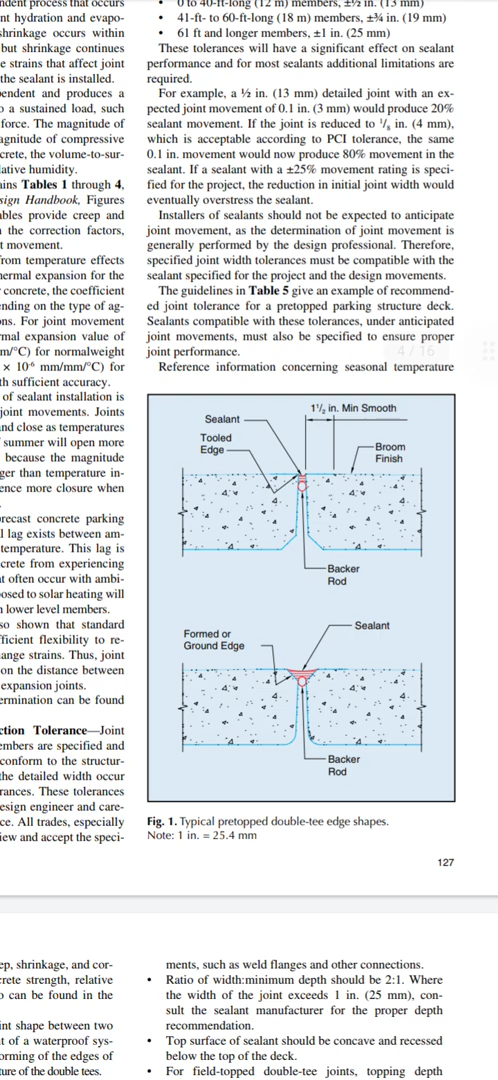 ndent process that occurs
nt hydration and evapo-
shrinkage occurs within
but shrinkage continues
e strains that affect joint
the sealant is installed.
pendent and produces a
o a sustained load, such
force. The magnitude of
agnitude of compressive
crete, the volume-to-sur-
lative humidity.
ains Tables 1 through 4,
sign Handbook, Figures
ables provide creep and
n the correction factors,
t movement.
from temperature effects
hermal expansion for the
r concrete, the coefficient
ending on the type of ag-
ons. For joint movement
rmal expansion value of
m/°C) for normalweight
× 10⁻⁶ mm/mm/°C) for
th sufficient accuracy.
of sealant installation is
joint movements. Joints
and close as temperatures
summer will open more
because the magnitude
ger than temperature in-
ence more closure when
recast concrete parking
l lag exists between am-
temperature. This lag is
crete from experiencing
at often occur with ambi-
posed to solar heating will
n lower level members.
so shown that standard
fficient flexibility to re-
ange strains. Thus, joint
on the distance between
expansion joints.
ermination can be found
ction Tolerance—Joint
embers are specified and
conform to the structur-
the detailed width occur
rances. These tolerances
esign engineer and care-
ce. All trades, especially
iew and accept the speci-
• 0 to 40-ft-long (12 m) members, ±½ in. (13 mm)
• 41-ft- to 60-ft-long (18 m) members, ±¾ in. (19 mm)
• 61 ft and longer members, ±1 in. (25 mm)
These tolerances will have a significant effect on sealant
performance and for most sealants additional limitations are
required.
For example, a ½ in. (13 mm) detailed joint with an ex-
pected joint movement of 0.1 in. (3 mm) would produce 20%
sealant movement. If the joint is reduced to ⅛ in. (4 mm),
which is acceptable according to PCI tolerance, the same
0.1 in. movement would now produce 80% movement in the
sealant. If a sealant with a ±25% movement rating is speci-
fied for the project, the reduction in initial joint width would
eventually overstress the sealant.
Installers of sealants should not be expected to anticipate
joint movement, as the determination of joint movement is
generally performed by the design professional. Therefore,
specified joint width tolerances must be compatible with the
sealant specified for the project and the design movements.
The guidelines in Table 5 give an example of recommend-
ed joint tolerance for a pretopped parking structure deck.
Sealants compatible with these tolerances, under anticipated
joint movements, must also be specified to ensure proper
joint performance.
4/16
Reference information concerning seasonal temperature
1½ in. Min Smooth
Sealant
Tooled
Edge
Broom
Finish
Backer
Rod
Sealant
Formed or
Ground Edge
Backer
Rod
Fig. 1. Typical pretopped double-tee edge shapes.
Note: 1 in. = 25.4 mm
127
ep, shrinkage, and cor-
crete strength, relative
o can be found in the
int shape between two
t of a waterproof sys-
orming of the edges of
ture of the double tees.
ments, such as weld flanges and other connections.
• Ratio of width:minimum depth should be 2:1. Where
the width of the joint exceeds 1 in. (25 mm), con-
sult the sealant manufacturer for the proper depth
recommendation.
• Top surface of sealant should be concave and recessed
below the top of the deck.
• For field-topped double-tee joints, topping depth